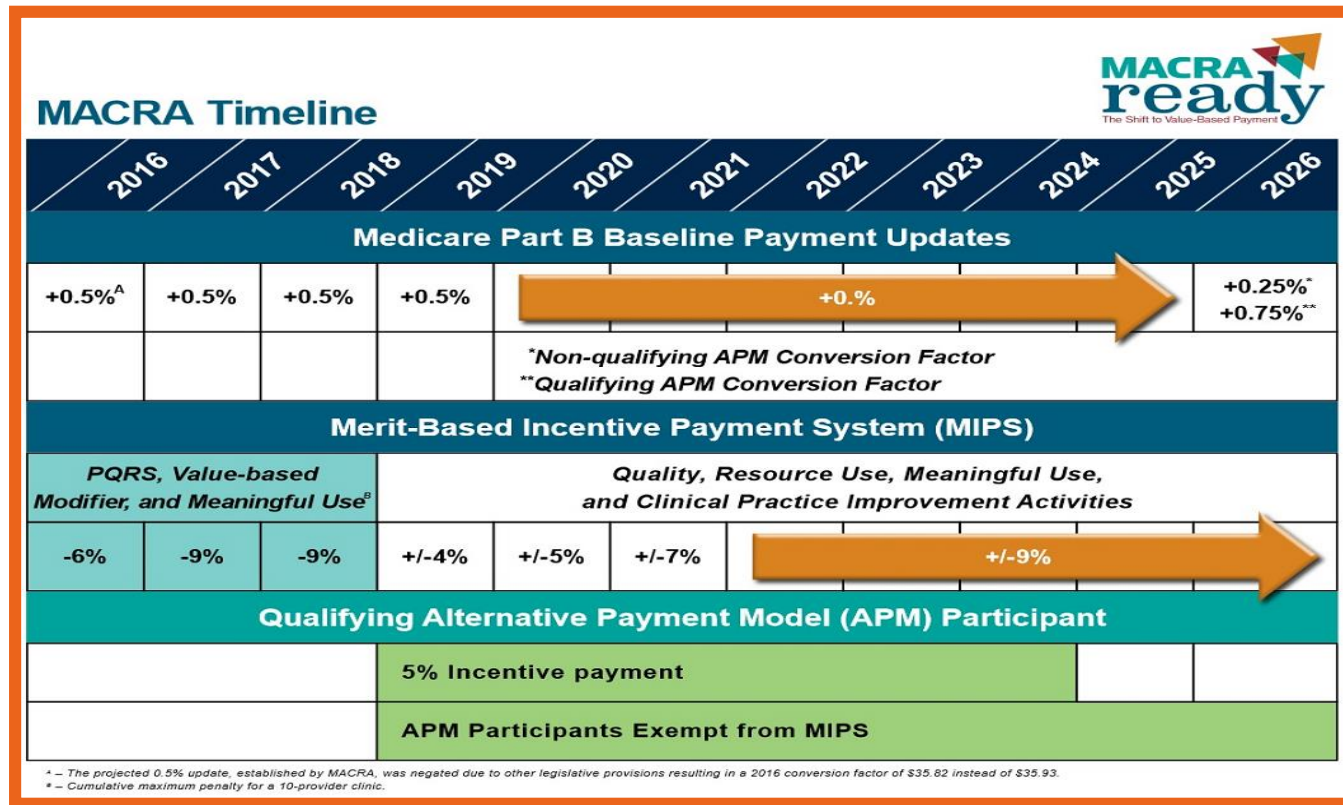 MACRA
ready
The Shift to Value-Based Payment
MACRA Timeline
2016 2017 2018 2019 2020 2021 2022 2023 2024 2025 2026
Medicare Part B Baseline Payment Updates
+0.5%A +0.5% +0.5% +0.5% +0.% +0.25%*
+0.75%**
*Non-qualifying APM Conversion Factor
**Qualifying APM Conversion Factor
Merit-Based Incentive Payment System (MIPS)
PQRS, Value-based
Modifier, and Meaningful UseB
Quality, Resource Use, Meaningful Use,
and Clinical Practice Improvement Activities
-6% -9% -9% +/-4% +/-5% +/-7% +/-9%
Qualifying Alternative Payment Model (APM) Participant
5% Incentive payment
APM Participants Exempt from MIPS
A – The projected 0.5% update, established by MACRA, was negated due to other legislative provisions resulting in a 2016 conversion factor of $35.82 instead of $35.93.
B – Cumulative maximum penalty for a 10-provider clinic.